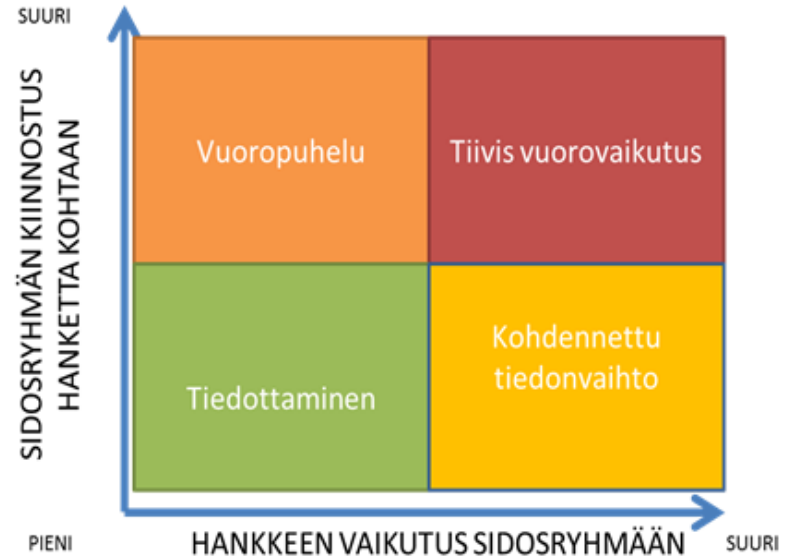 SUURI
SIDOSRYHMÄN KIINNOSTUS
HANKETTA KOHTAAN
Vuoropuhelu
Tiivis vuorovaikutus
Tiedottaminen
Kohdennettu
tiedonvaihto
PIENI
HANKKEEN VAIKUTUS SIDOSRYHMÄÄN
SUURI